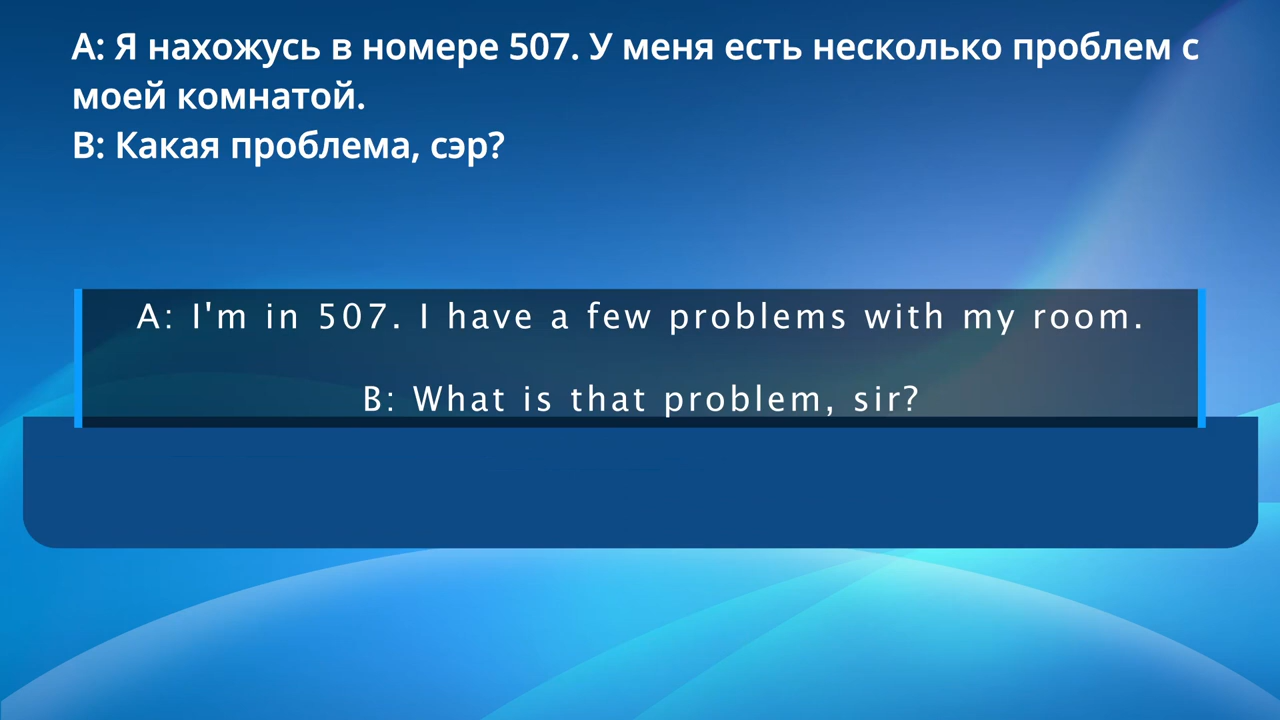 A: Я нахожусь в номере 507. У меня есть несколько проблем с
моей комнатой.
B: Какая проблема, сэр?
A: I'm in 507. I have a few problems with my room.
B: What is that problem, sir?